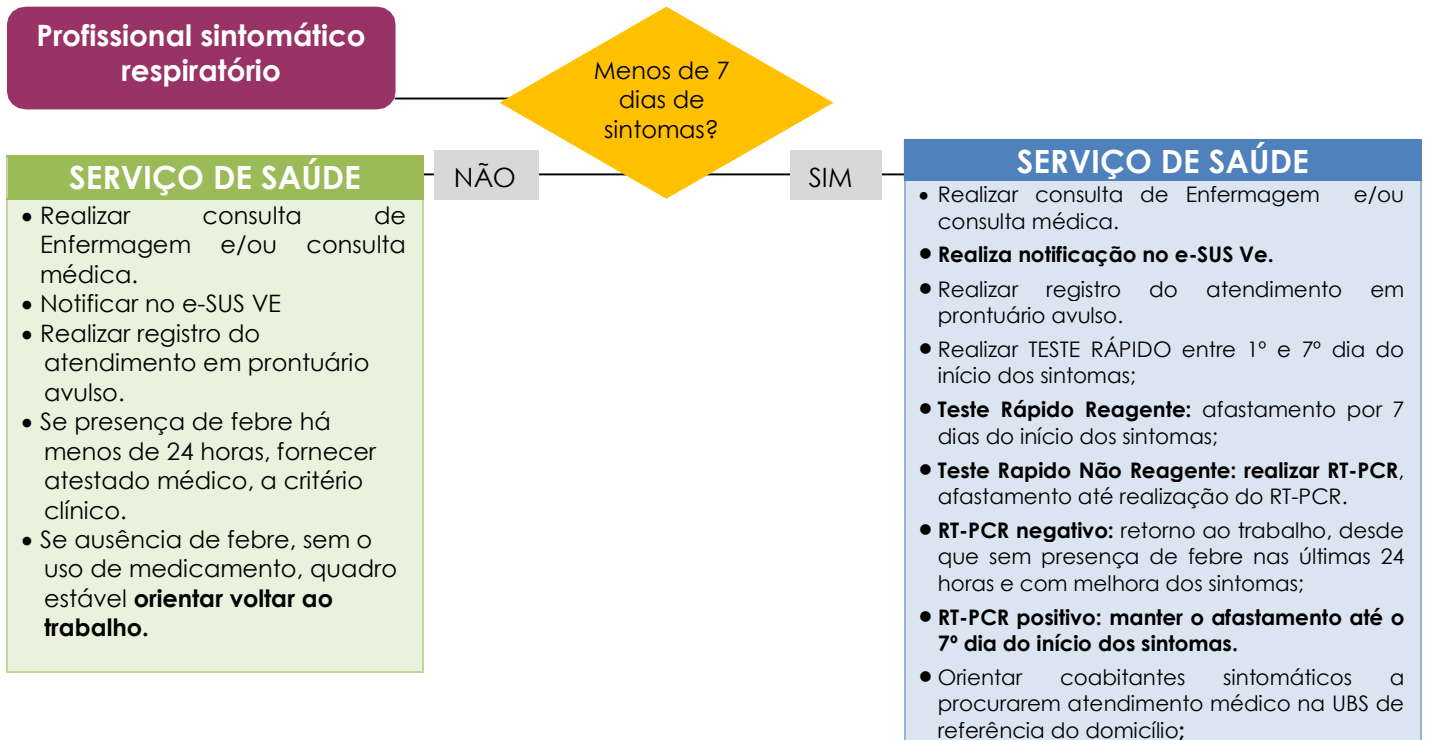 Profissional sintomático
respiratório
Menos de 7
dias de
sintomas?
NÃO
SIM
SERVIÇO DE SAÚDE
• Realizar consulta de
Enfermagem e/ou consulta
médica.
• Notificar no e-SUS VE
• Realizar registro do
atendimento em prontuário
avulso.
• Se presença de febre há
menos de 24 horas, fornecer
atestado médico, a critério
clínico.
• Se ausência de febre, sem o
uso de medicamento, quadro
estável orientar voltar ao
trabalho.
SERVIÇO DE SAÚDE
• Realizar consulta de Enfermagem e/ou
consulta médica.
• Realiza notificação no e-SUS Ve.
• Realizar registro do atendimento em
prontuário avulso.
• Realizar TESTE RÁPIDO entre 1º e 7º dia do
início dos sintomas;
• Teste Rápido Reagente: afastamento por 7
dias do início dos sintomas;
• Teste Rapido Não Reagente: realizar RT-PCR,
afastamento até realização do RT-PCR.
• RT-PCR negativo: retorno ao trabalho, desde
que sem presença de febre nas últimas 24
horas e com melhora dos sintomas;
• RT-PCR positivo: manter o afastamento até o
7º dia do início dos sintomas.
• Orientar coabitantes sintomáticos a
procurarem atendimento médico na UBS de
referência do domicílio;